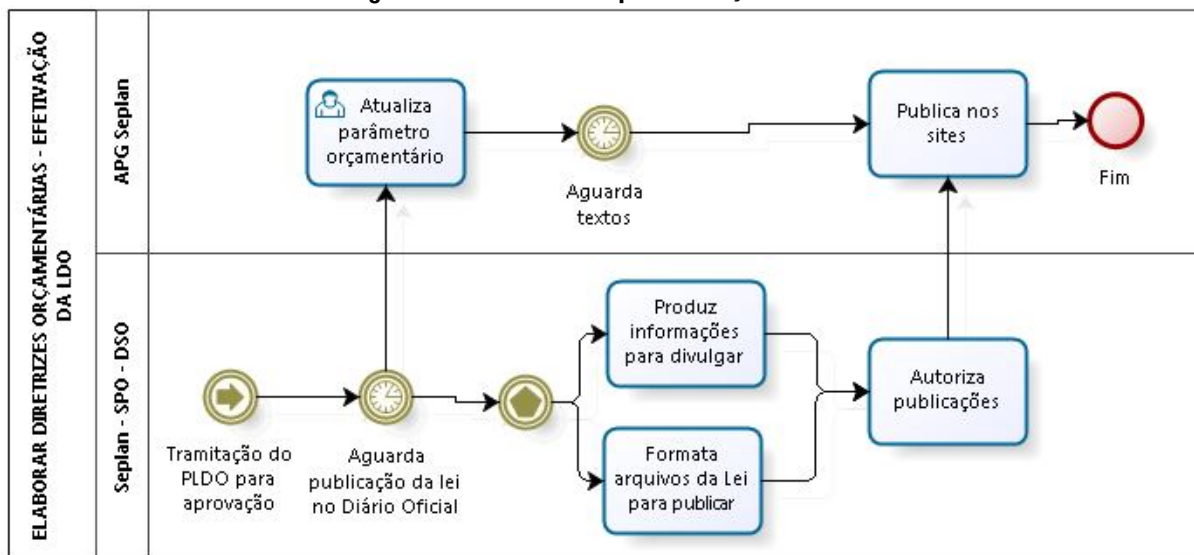 ELABORAR DIRETRIZES ORÇAMENTÁRIAS - EFETIVAÇÃO
DA LDO
APG Seplan
Atualiza
parâmetro
orçamentário
Aguarda
textos
Publica nos
sites
Fim
Seplan - SPO - DSO
Tramitação do
PLDO para
aprovação
Aguarda
publicação da lei
no Diário Oficial
Produz
informações
para divulgar
Formata
arquivos da Lei
para publicar
Autoriza
publicações